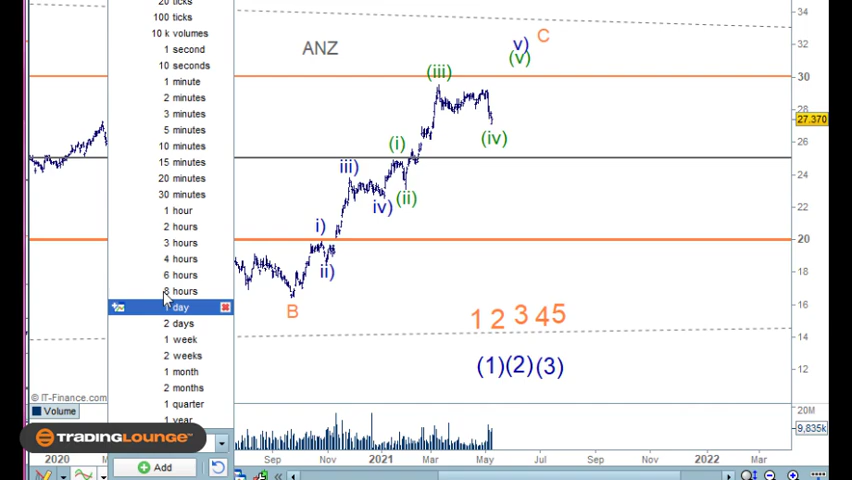 20 ticks
100 ticks
10 k volumes
1 second
10 seconds
1 minute
2 minutes
3 minutes
5 minutes
10 minutes
15 minutes
20 minutes
30 minutes
1 hour
2 hours
3 hours
4 hours
6 hours
8 hours
1 day
2 days
1 week
2 weeks
1 month
2 months
1 quarter
1 year
ANZ
v) C
(v)
(iii)
(iv)
(i)
iii)
(ii)
iv)
i)
ii)
B
1 2 3 4 5
(1) (2) (3)
34
32
30
28
27.370
24
22
20
18
16
14
12
20M
9,835k
© IT-Finance.com
Volume
TRADINGLOUNGE™
Add
2020
Sep
Nov
2021
Mar
May
Jul
Sep
Nov
2022
Mar